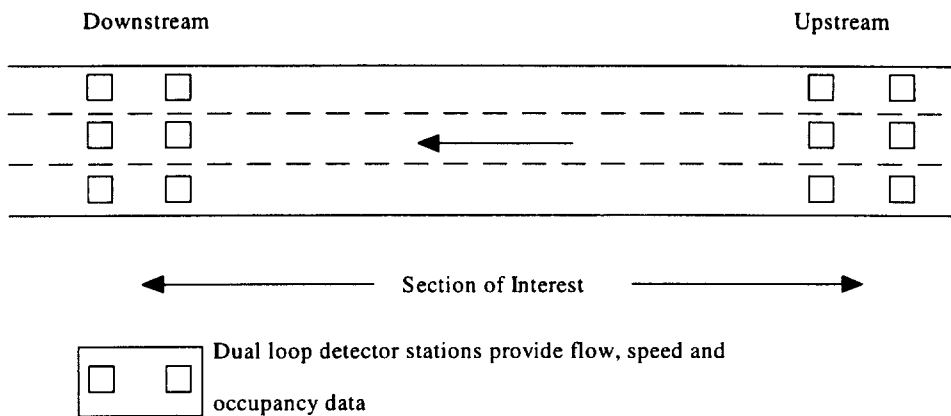 Downstream
Upstream
Section of Interest
Dual loop detector stations provide flow, speed and
occupancy data